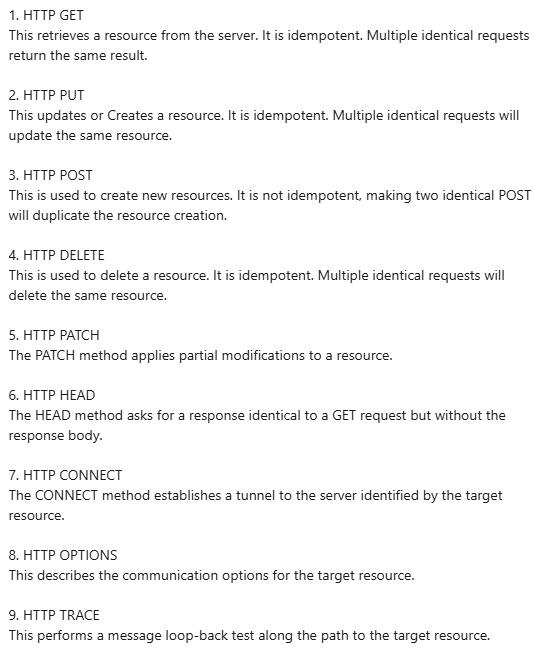 1. HTTP GET
This retrieves a resource from the server. It is idempotent. Multiple identical requests
return the same result.
2. HTTP PUT
This updates or Creates a resource. It is idempotent. Multiple identical requests will
update the same resource.
3. HTTP POST
This is used to create new resources. It is not idempotent, making two identical POST
will duplicate the resource creation.
4. HTTP DELETE
This is used to delete a resource. It is idempotent. Multiple identical requests will
delete the same resource.
5. HTTP PATCH
The PATCH method applies partial modifications to a resource.
6. HTTP HEAD
The HEAD method asks for a response identical to a GET request but without the
response body.
7. HTTP CONNECT
The CONNECT method establishes a tunnel to the server identified by the target
resource.
8. HTTP OPTIONS
This describes the communication options for the target resource.
9. HTTP TRACE
This performs a message loop-back test along the path to the target resource.